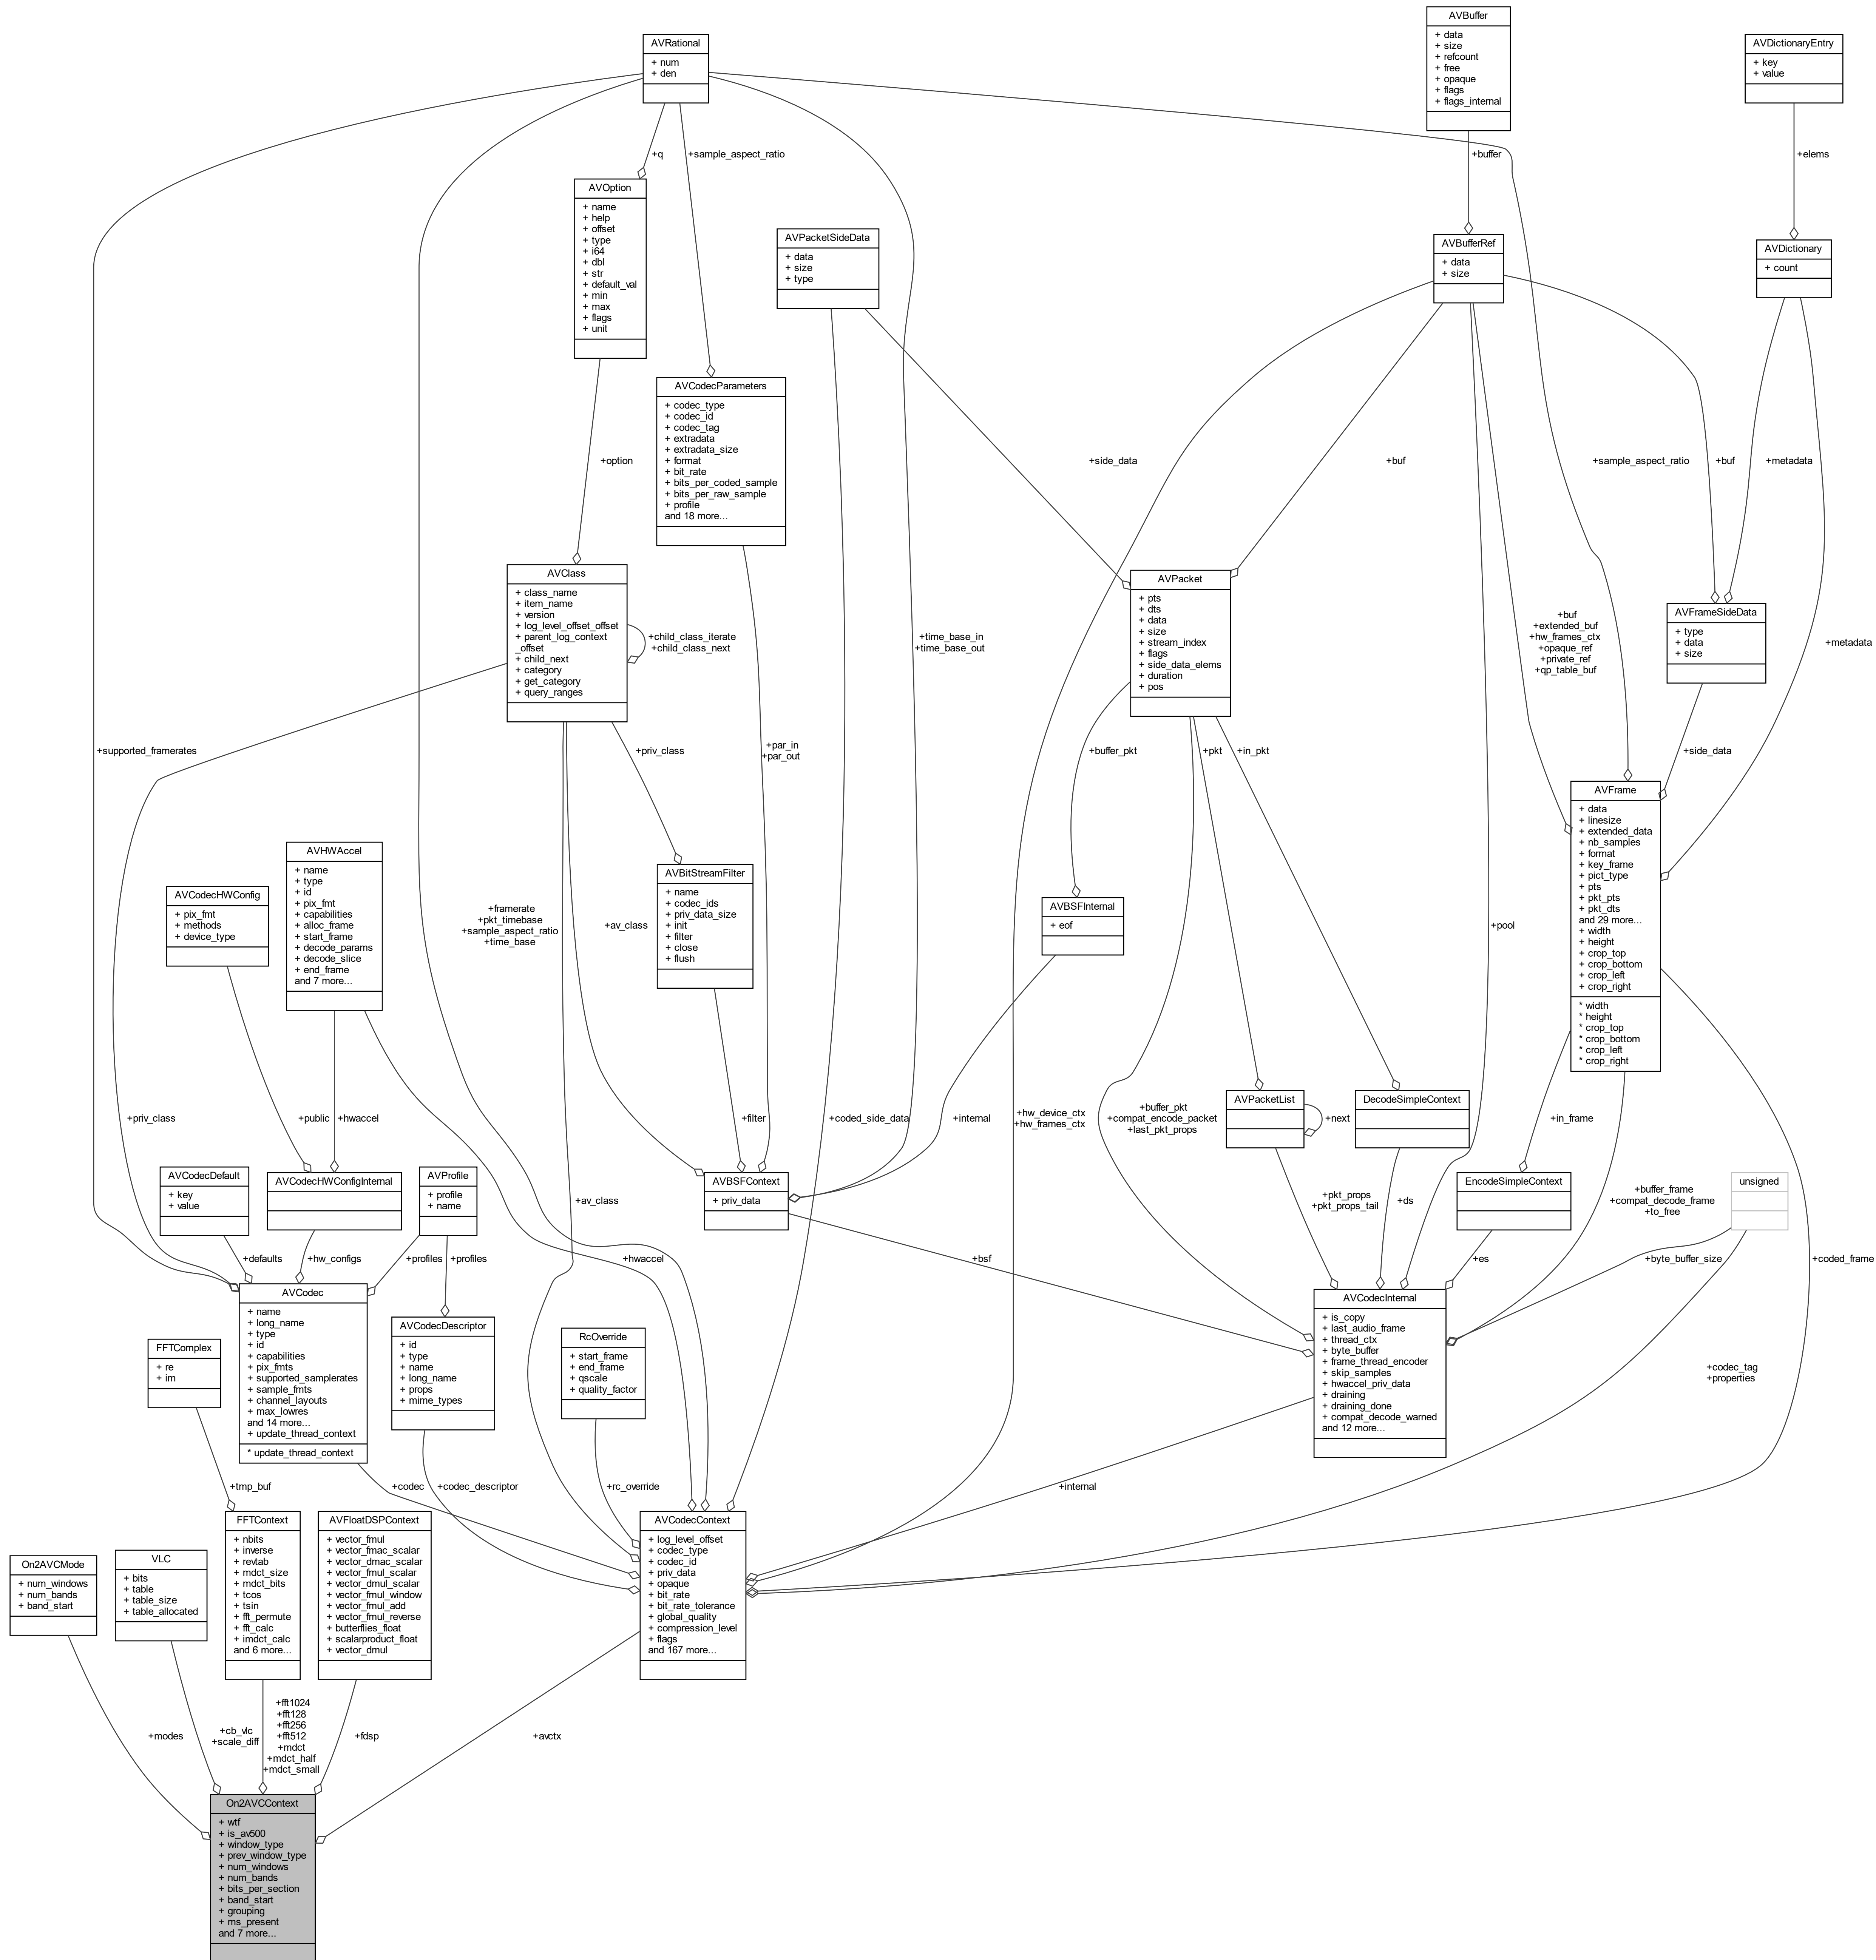 AVBuffer
+ data
+ size
+ refcount
+ free
+ opaque
+ flags
+ flags_internal
AVRational
+ num
+ den
AVDictionaryEntry
+ key
+ value
+q
+sample_aspect_ratio
+buffer
+elems
AVOption
+ name
+ help
+ offset
+ type
+ i64
+ dbl
+ str
+ default_val
+ min
+ max
+ flags
+ unit
AVPacketSideData
+ data
+ size
+ type
AVBufferRef
+ data
+ size
AVDictionary
+ count
AVCodecParameters
+ codec_type
+ codec_id
+ codec_tag
+ extradata
+ extradata_size
+ format
+ bit_rate
+ bits_per_coded_sample
+ bits_per_raw_sample
+ profile
and 18 more...
+option
+side_data
+buf
+sample_aspect_ratio
+buf
+metadata
AVClass
+ class_name
+ item_name
+ version
+ log_level_offset_offset
+ parent_log_context
_offset
+ child_next
+ category
+ get_category
+ query_ranges
+child_class_iterate
+child_class_next
+time_base_in
+time_base_out
AVPacket
+ pts
+ dts
+ data
+ size
+ stream_index
+ flags
+ side_data_elems
+ duration
+ pos
+buf
+extended_buf
+hw_frames_ctx
+opaque_ref
+private_ref
+qp_table_buf
AVFrameSideData
+ type
+ data
+ size
+metadata
+supported_framerates
+priv_class
+par_in
+par_out
+buffer_pkt
+pkt
+in_pkt
+side_data
AVFrame
+ data
+ linesize
+ extended_data
+ nb_samples
+ format
+ key_frame
+ pict_type
+ pts
+ pkt_pts
+ pkt_dts
and 29 more...
+ width
+ height
+ crop_top
+ crop_bottom
+ crop_left
+ crop_right
* width
* height
* crop_top
* crop_bottom
* crop_left
* crop_right
AVHWAccel
+ name
+ type
+ id
+ pix_fmt
+ capabilities
+ alloc_frame
+ start_frame
+ decode_params
+ decode_slice
+ end_frame
and 7 more...
AVCodecHWConfig
+ pix_fmt
+ methods
+ device_type
+framerate
+pkt_timebase
+sample_aspect_ratio
+time_base
+av_class
AVBitStreamFilter
+ name
+ codec_ids
+ priv_data_size
+ init
+ filter
+ close
+ flush
AVBSFInternal
+ eof
+pool
+priv_class
+public
+hwaccel
+filter
+coded_side_data
+internal
+hw_device_ctx
+hw_frames_ctx
+buffer_pkt
+compat_encode_packet
+last_pkt_props
AVPacketList
+next
DecodeSimpleContext
+in_frame
AVCodecDefault
+ key
+ value
AVCodecHWConfigInternal
AVProfile
+ profile
+ name
+av_class
AVBSFContext
+ priv_data
+pkt_props
+pkt_props_tail
+ds
EncodeSimpleContext
+buffer_frame
+compat_decode_frame
+to_free
unsigned
+defaults
+hw_configs
+profiles
+profiles
+hwaccel
+bsf
+es
+byte_buffer_size
+coded_frame
AVCodec
+ name
+ long_name
+ type
+ id
+ capabilities
+ pix_fmts
+ supported_samplerates
+ sample_fmts
+ channel_layouts
+ max_lowres
and 14 more...
+ update_thread_context
* update_thread_context
AVCodecDescriptor
+ id
+ type
+ name
+ long_name
+ props
+ mime_types
RcOverride
+ start_frame
+ end_frame
+ qscale
+ quality_factor
AVCodecInternal
+ is_copy
+ last_audio_frame
+ thread_ctx
+ byte_buffer
+ frame_thread_encoder
+ skip_samples
+ hwaccel_priv_data
+ draining
+ draining_done
+ compat_decode_warned
and 12 more...
+codec_tag
+properties
FFTComplex
+ re
+ im
+tmp_buf
+codec
+codec_descriptor
+rc_override
+internal
FFTContext
+ nbits
+ inverse
+ revtab
+ mdct_size
+ mdct_bits
+ tcos
+ tsin
+ fft_permute
+ fft_calc
+ imdct_calc
and 6 more...
AVFloatDSPContext
+ vector_fmul
+ vector_fmac_scalar
+ vector_dmac_scalar
+ vector_fmul_scalar
+ vector_dmul_scalar
+ vector_fmul_window
+ vector_fmul_add
+ vector_fmul_reverse
+ butterflies_float
+ scalarproduct_float
+ vector_dmul
AVCodecContext
+ log_level_offset
+ codec_type
+ codec_id
+ priv_data
+ opaque
+ bit_rate
+ bit_rate_tolerance
+ global_quality
+ compression_level
+ flags
and 167 more...
On2AVCMode
+ num_windows
+ num_bands
+ band_start
VLC
+ bits
+ table
+ table_size
+ table_allocated
+modes
+cb_vlc
+scale_diff
+fft1024
+fft128
+fft256
+fft512
+mdct
+mdct_half
+mdct_small
+fdsp
+avctx
On2AVCContext
+ wtf
+ is_av500
+ window_type
+ prev_window_type
+ num_windows
+ num_bands
+ bits_per_section
+ band_start
+ grouping
+ ms_present
and 7 more...